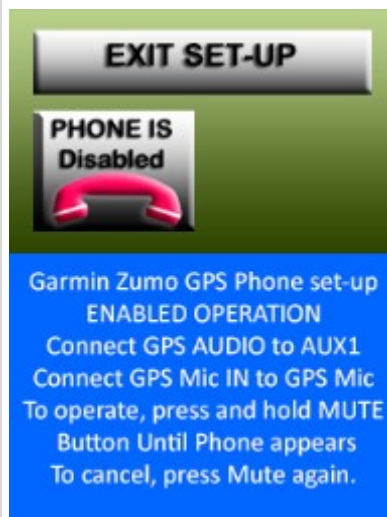 EXIT SET-UP
PHONE IS
Disabled
Garmin Zumo GPS Phone set-up
ENABLED OPERATION
Connect GPS AUDIO to AUX1
Connect GPS Mic IN to GPS Mic
To operate, press and hold MUTE
Button Until Phone appears
To cancel, press Mute again.